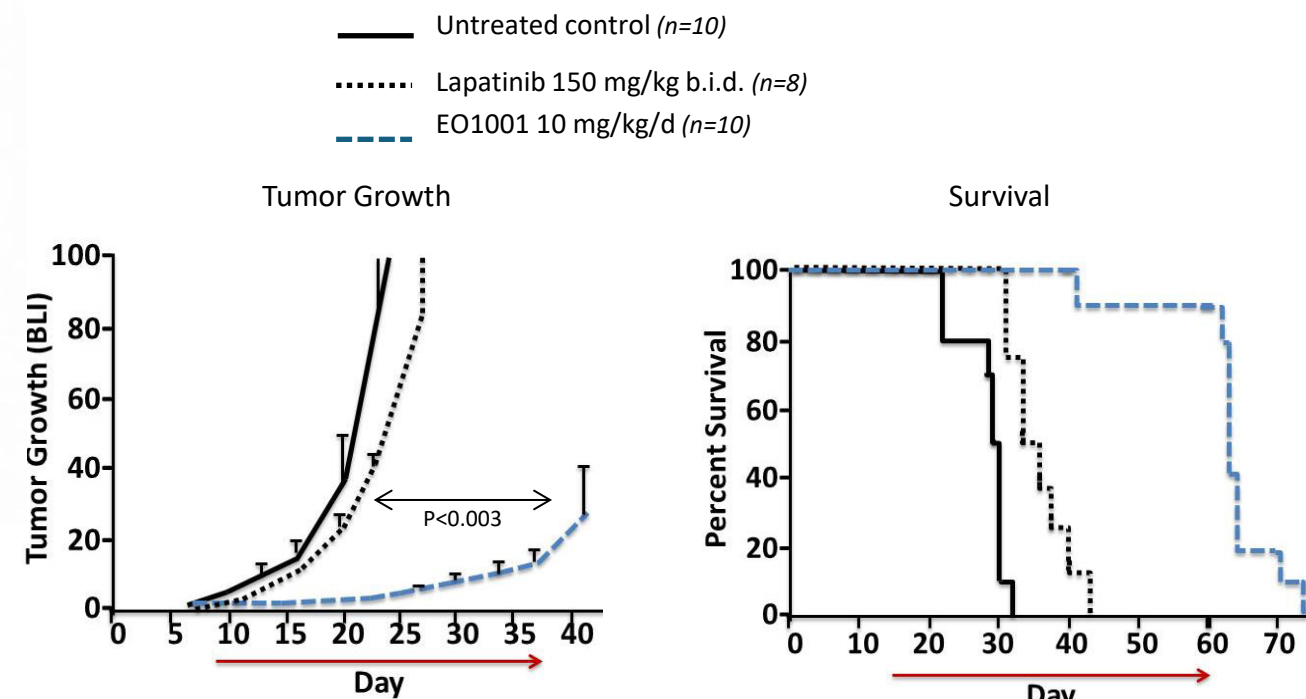 Untreated control (n=10)
Lapatinib 150 mg/kg b.i.d. (n=8)
EO1001 10 mg/kg/d (n=10)
Tumor Growth
Survival
Tumor Growth (BLI)
100
80
60
40
20
0
P<0.003
0 5 10 15 20 25 30 35 40
Day
Percent Survival
100
80
60
40
20
0
0 10 20 30 40 50 60 70
Day